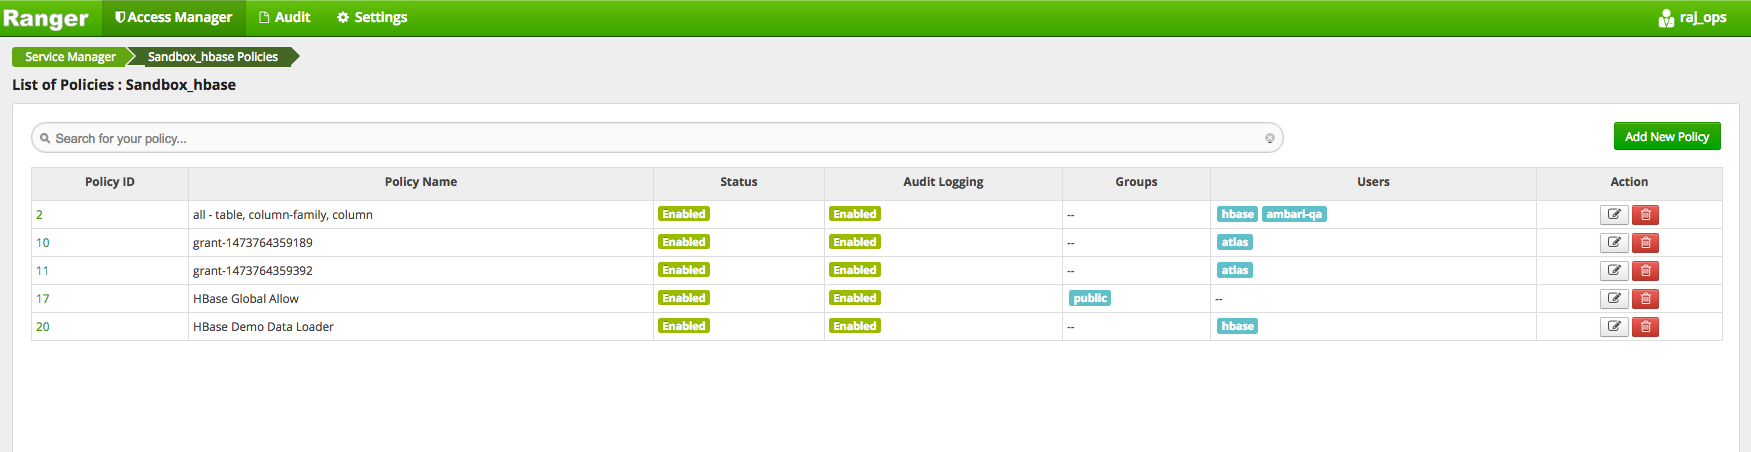 Ranger Access Manager Audit Settings raj_ops
Service Manager Sandbox_hbase Policies
List of Policies : Sandbox_hbase
Search for your policy... Add New Policy
Policy ID Policy Name Status Audit Logging Groups Users Action
2 all - table, column-family, column Enabled Enabled -- hbase ambari-qa
10 grant-1473764359189 Enabled Enabled -- atlas
11 grant-1473764359392 Enabled Enabled -- atlas
17 HBase Global Allow Enabled Enabled public --
20 HBase Demo Data Loader Enabled Enabled -- hbase